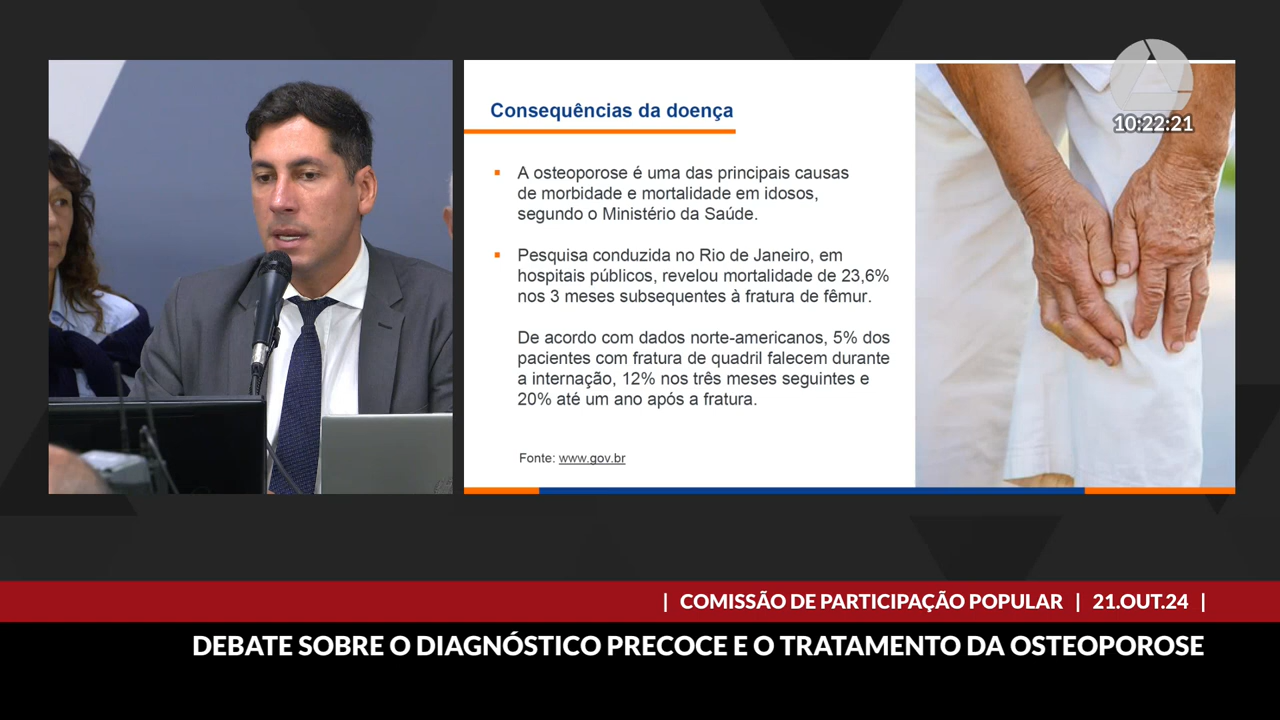 Consequências da doença
▪ A osteoporose é uma das principais causas
de morbidade e mortalidade em idosos,
segundo o Ministério da Saúde.
▪ Pesquisa conduzida no Rio de Janeiro, em
hospitais públicos, revelou mortalidade de 23,6%
nos 3 meses subsequentes à fratura de fêmur.
De acordo com dados norte-americanos, 5% dos
pacientes com fratura de quadril falecem durante
a internação, 12% nos três meses seguintes e
20% até um ano após a fratura.
Fonte: www.gov.br
10:22:21
| COMISSÃO DE PARTICIPAÇÃO POPULAR | 21.OUT.24 |
DEBATE SOBRE O DIAGNÓSTICO PRECOCE E O TRATAMENTO DA OSTEOPOROSE